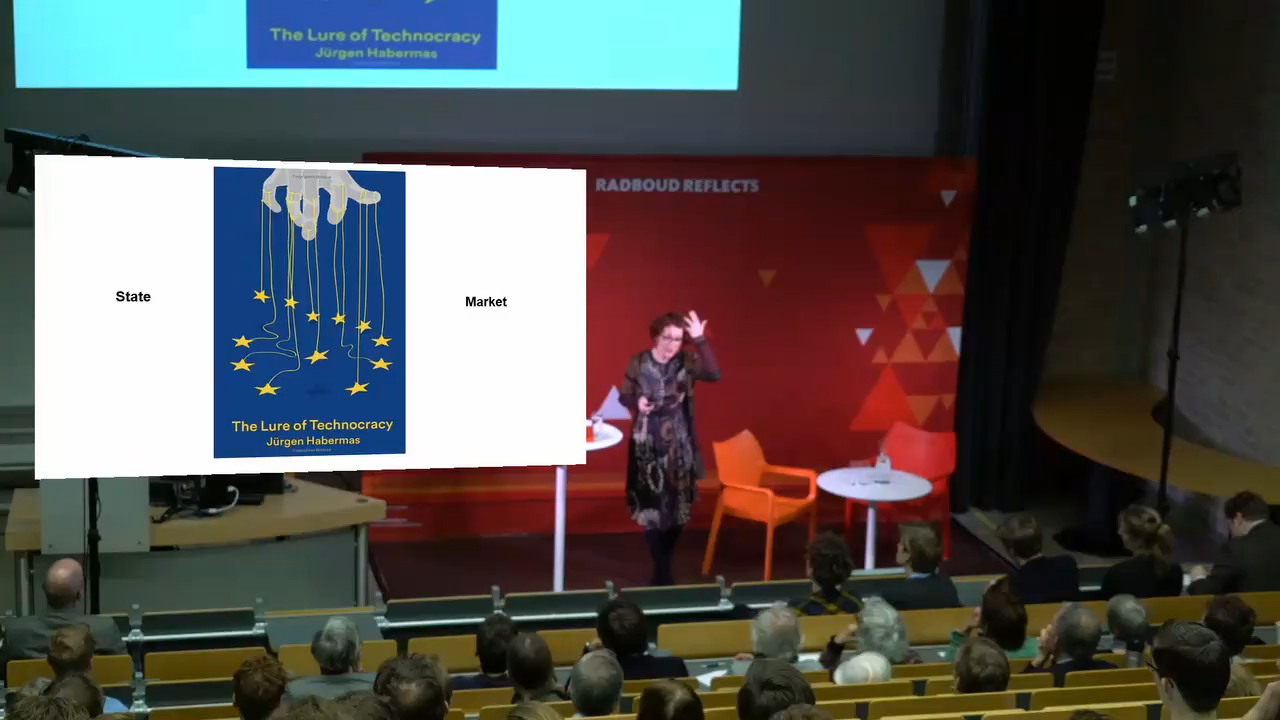 The Lure of Technocracy
Jürgen Habermas
RADBOUD REFLECTS
State
Market
The Lure of Technocracy
Jürgen Habermas